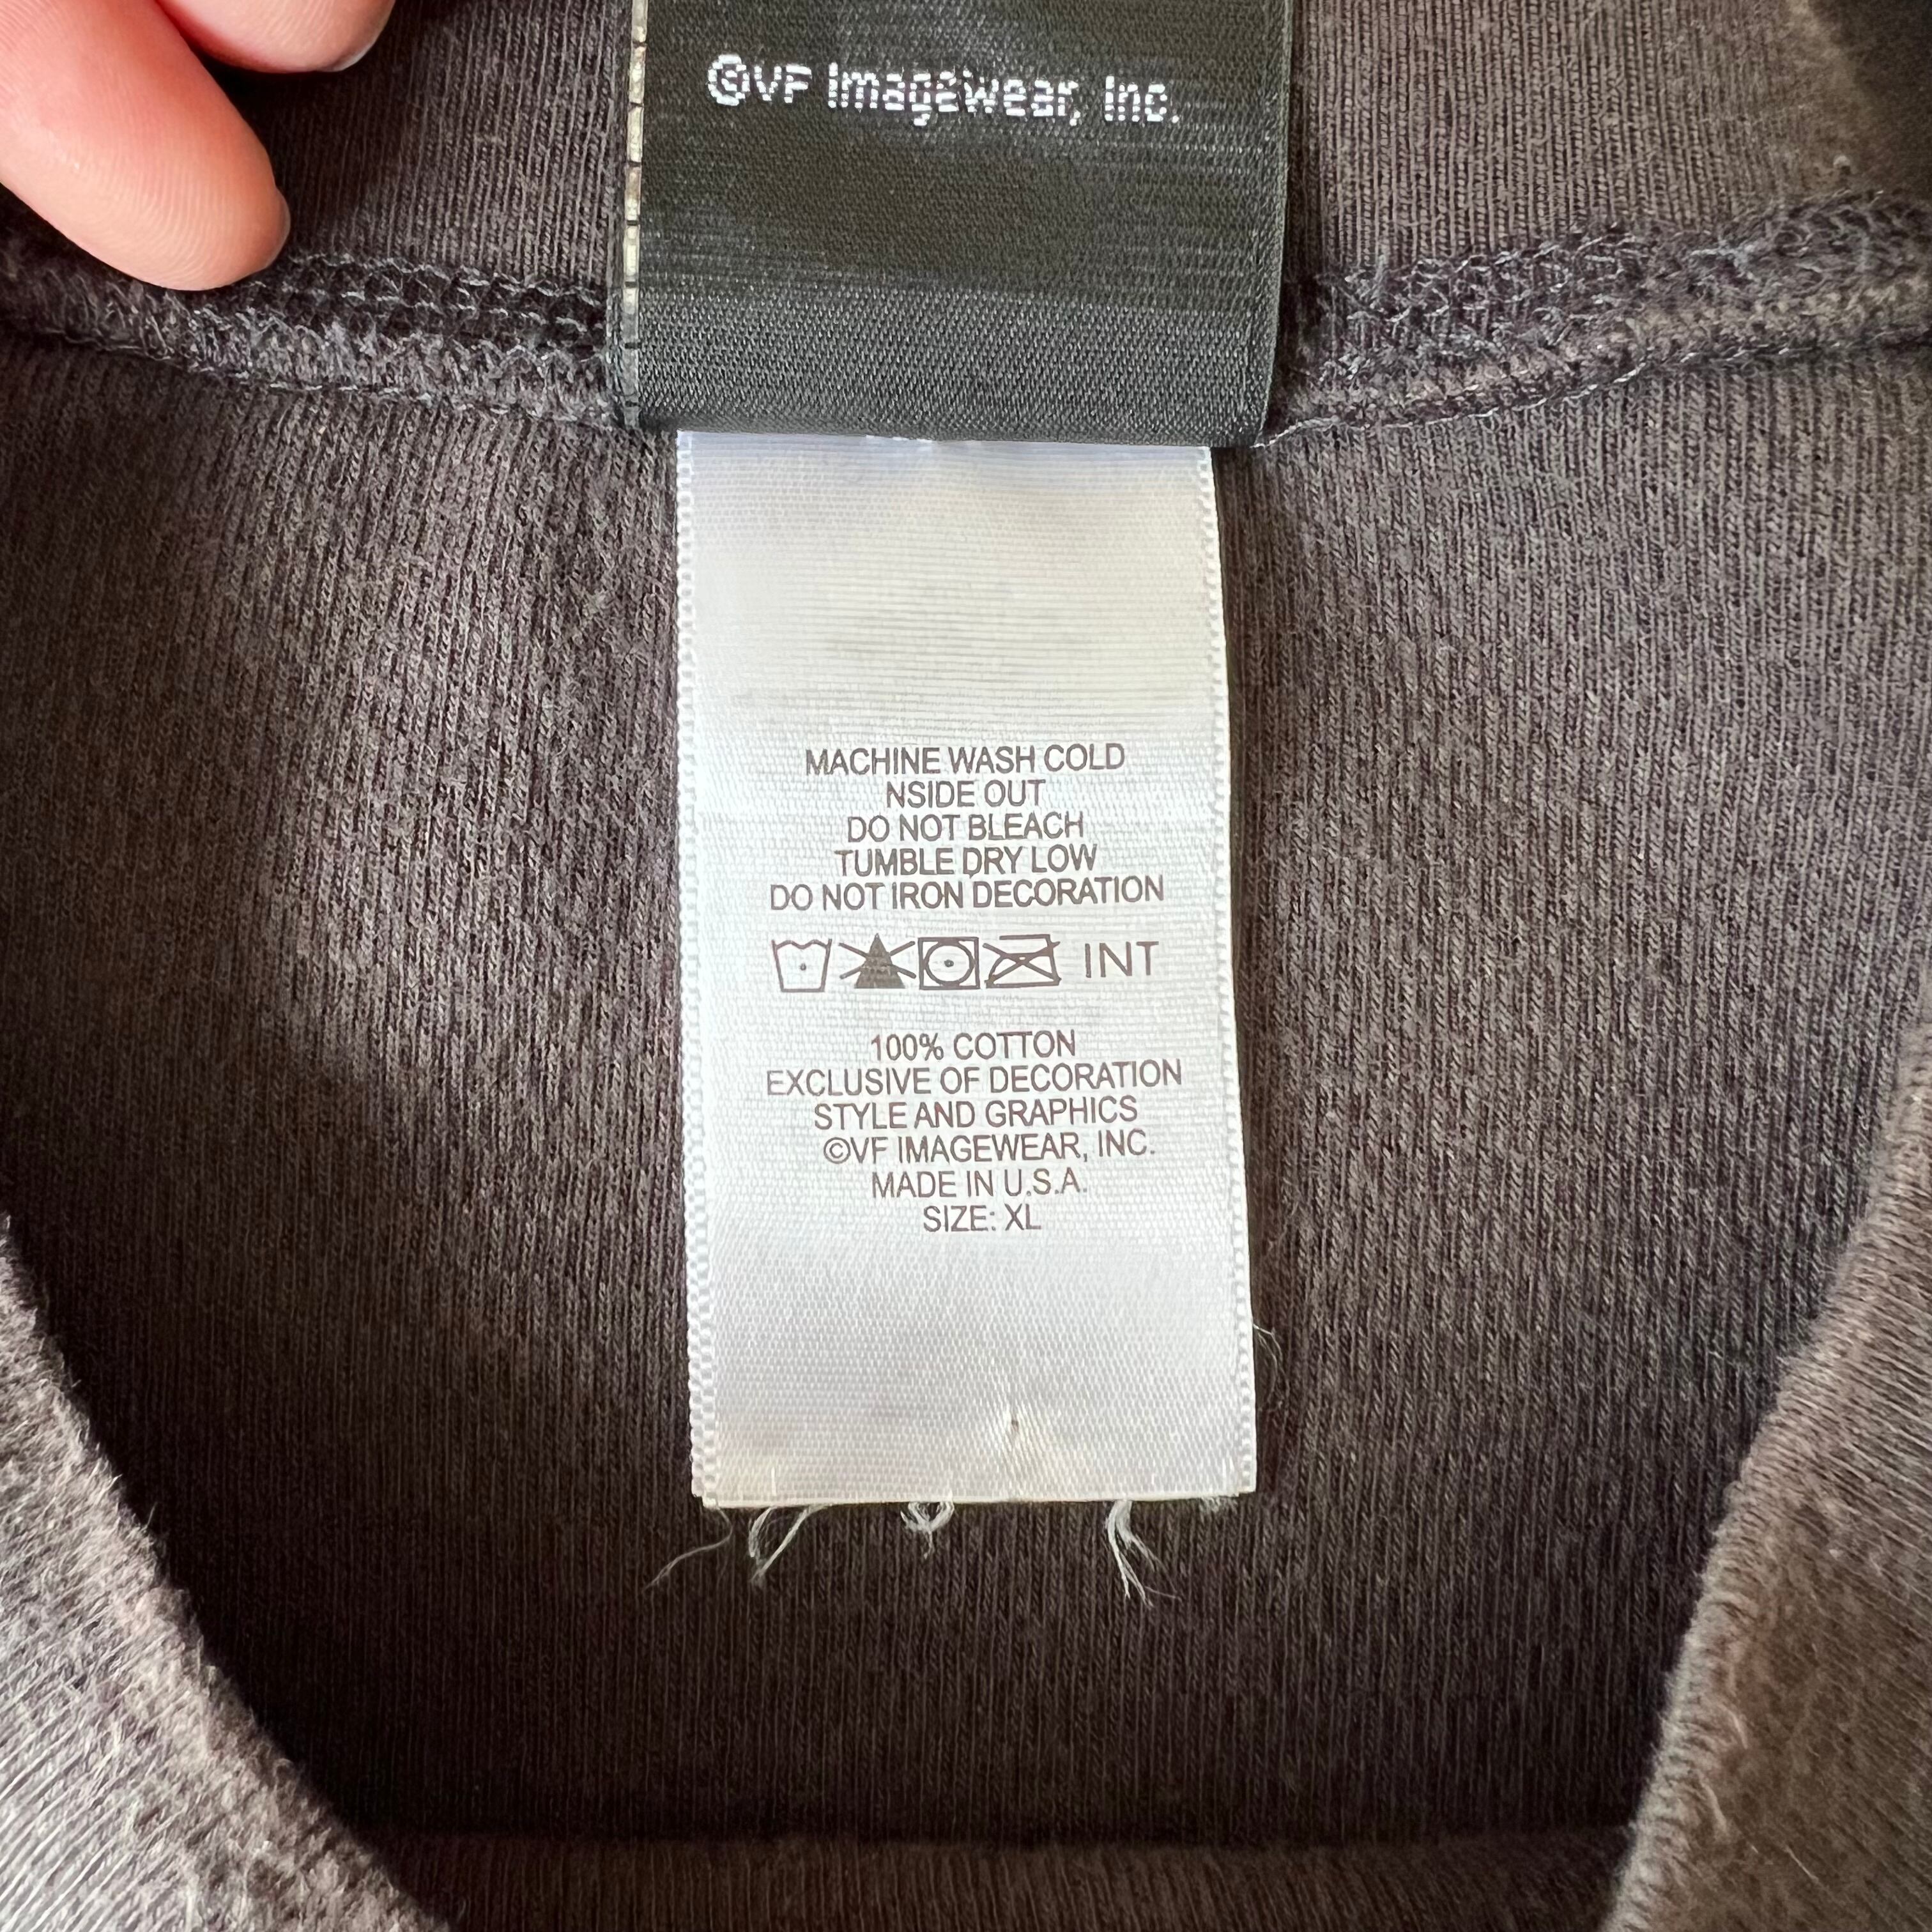 ©VF Imagewear, Inc.
MACHINE WASH COLD
NSIDE OUT
DO NOT BLEACH
TUMBLE DRY LOW
DO NOT IRON DECORATION
INT
100% COTTON
EXCLUSIVE OF DECORATION
STYLE AND GRAPHICS
©VF IMAGEWEAR, INC.
MADE IN U.S.A.
SIZE: XL